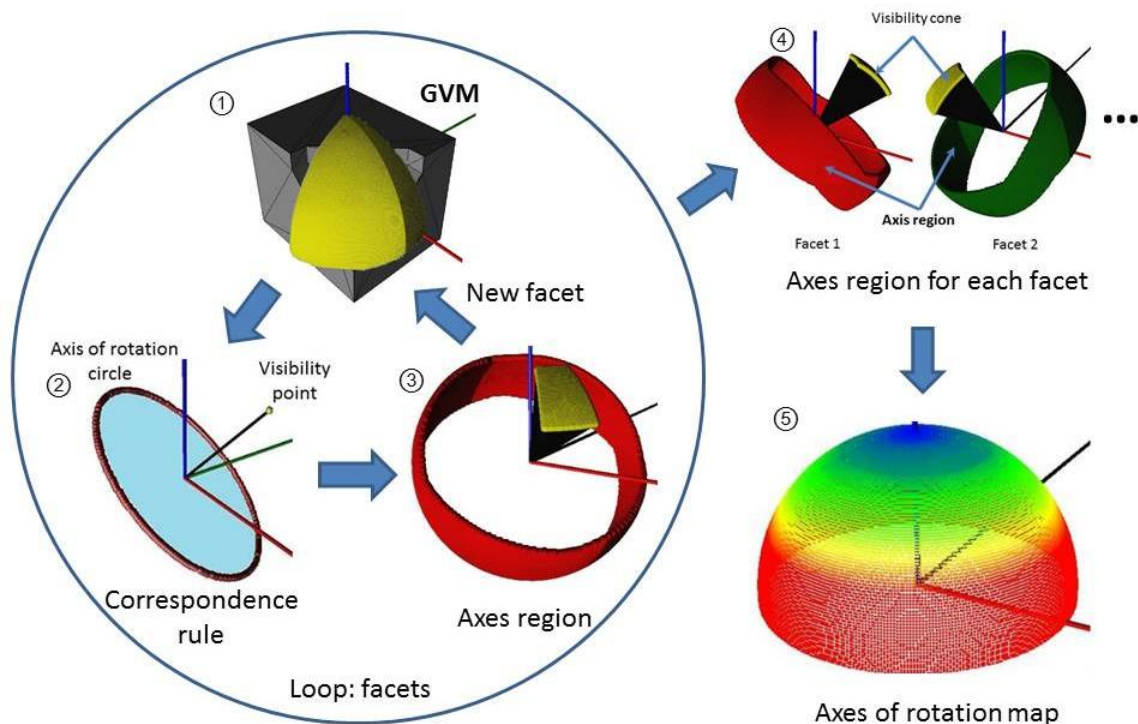 ①
GVM
New facet
Axis of rotation
circle
②
Visibility
point
Correspondence
rule
③
Axes region
Loop: facets
Visibility cone
④
...
Axis region
Facet 1
Facet 2
Axes region for each facet
⑤
Axes of rotation map